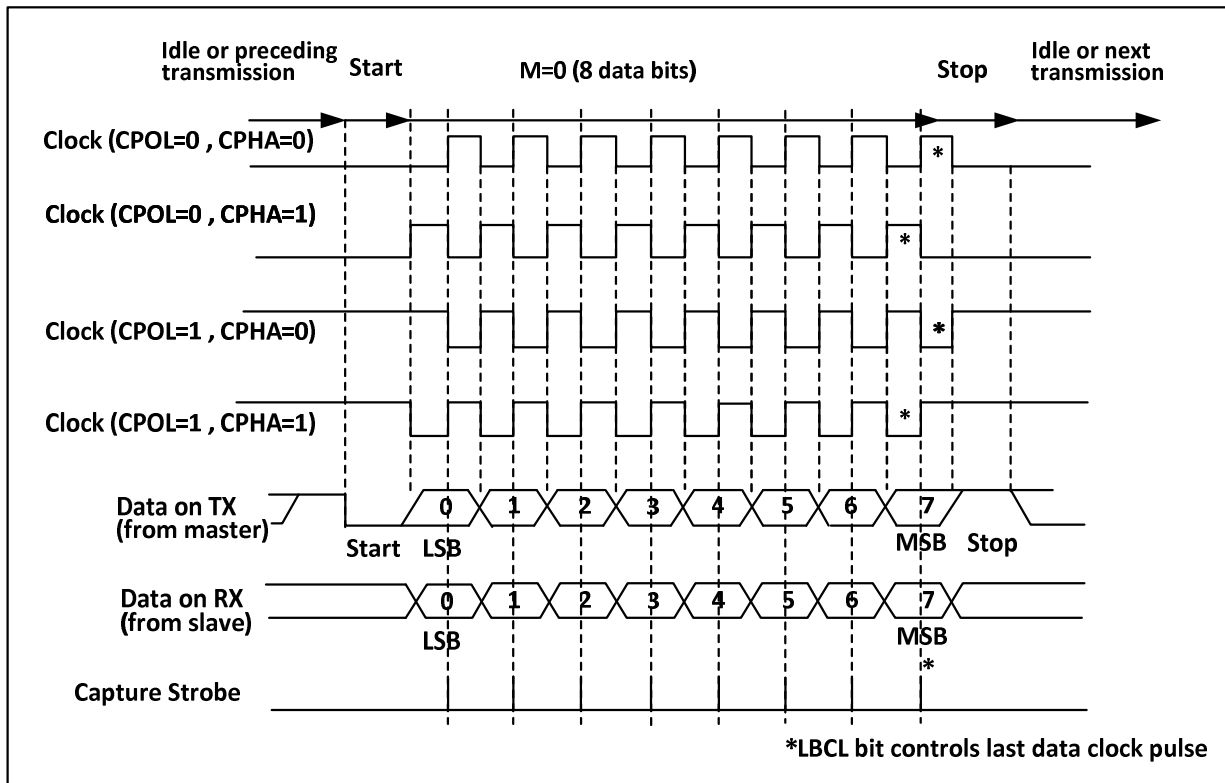 Idle or preceding
transmission
Start
M=0 (8 data bits)
Stop
Idle or next
transmission
Clock (CPOL=0 , CPHA=0)
*
Clock (CPOL=0 , CPHA=1)
*
Clock (CPOL=1 , CPHA=0)
*
Clock (CPOL=1 , CPHA=1)
*
Data on TX
(from master)
0 1 2 3 4 5 6 7
Start LSB MSB Stop
Data on RX
(from slave)
0 1 2 3 4 5 6 7
LSB MSB
*
Capture Strobe
*LBCL bit controls last data clock pulse